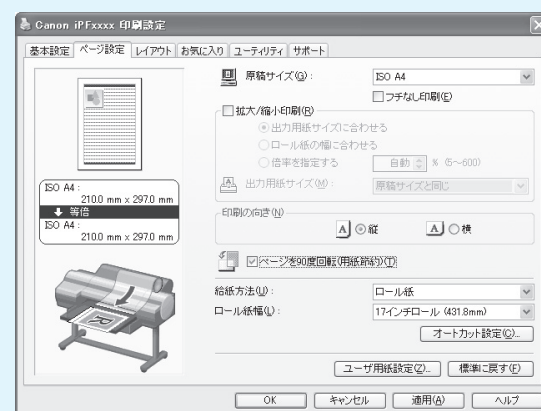 Canon iPFxxxx 印刷設定
基本設定 ページ設定 レイアウト お気に入り ユーティリティ サポート
原稿サイズ(Q):
ISO A4
フチなし印刷(E)
拡大/縮小印刷(R)
出力用紙サイズに合わせる
ロール紙の幅に合わせる
倍率を指定する
自動 % (5～600)
出力用紙サイズ(M):
原稿サイズと同じ
ISO A4 :
210.0 mm x 297.0 mm
等倍
ISO A4 :
210.0 mm x 297.0 mm
印刷の向き(N)
A 縦
A 横
ページを90度回転(用紙節約)(T)
給紙方法(U):
ロール紙
ロール紙幅(L):
17インチロール (431.8mm)
オートカット設定(C)...
ユーザ用紙設定(Z)...
標準に戻す(F)
OK
キャンセル
適用(A)
ヘルプ